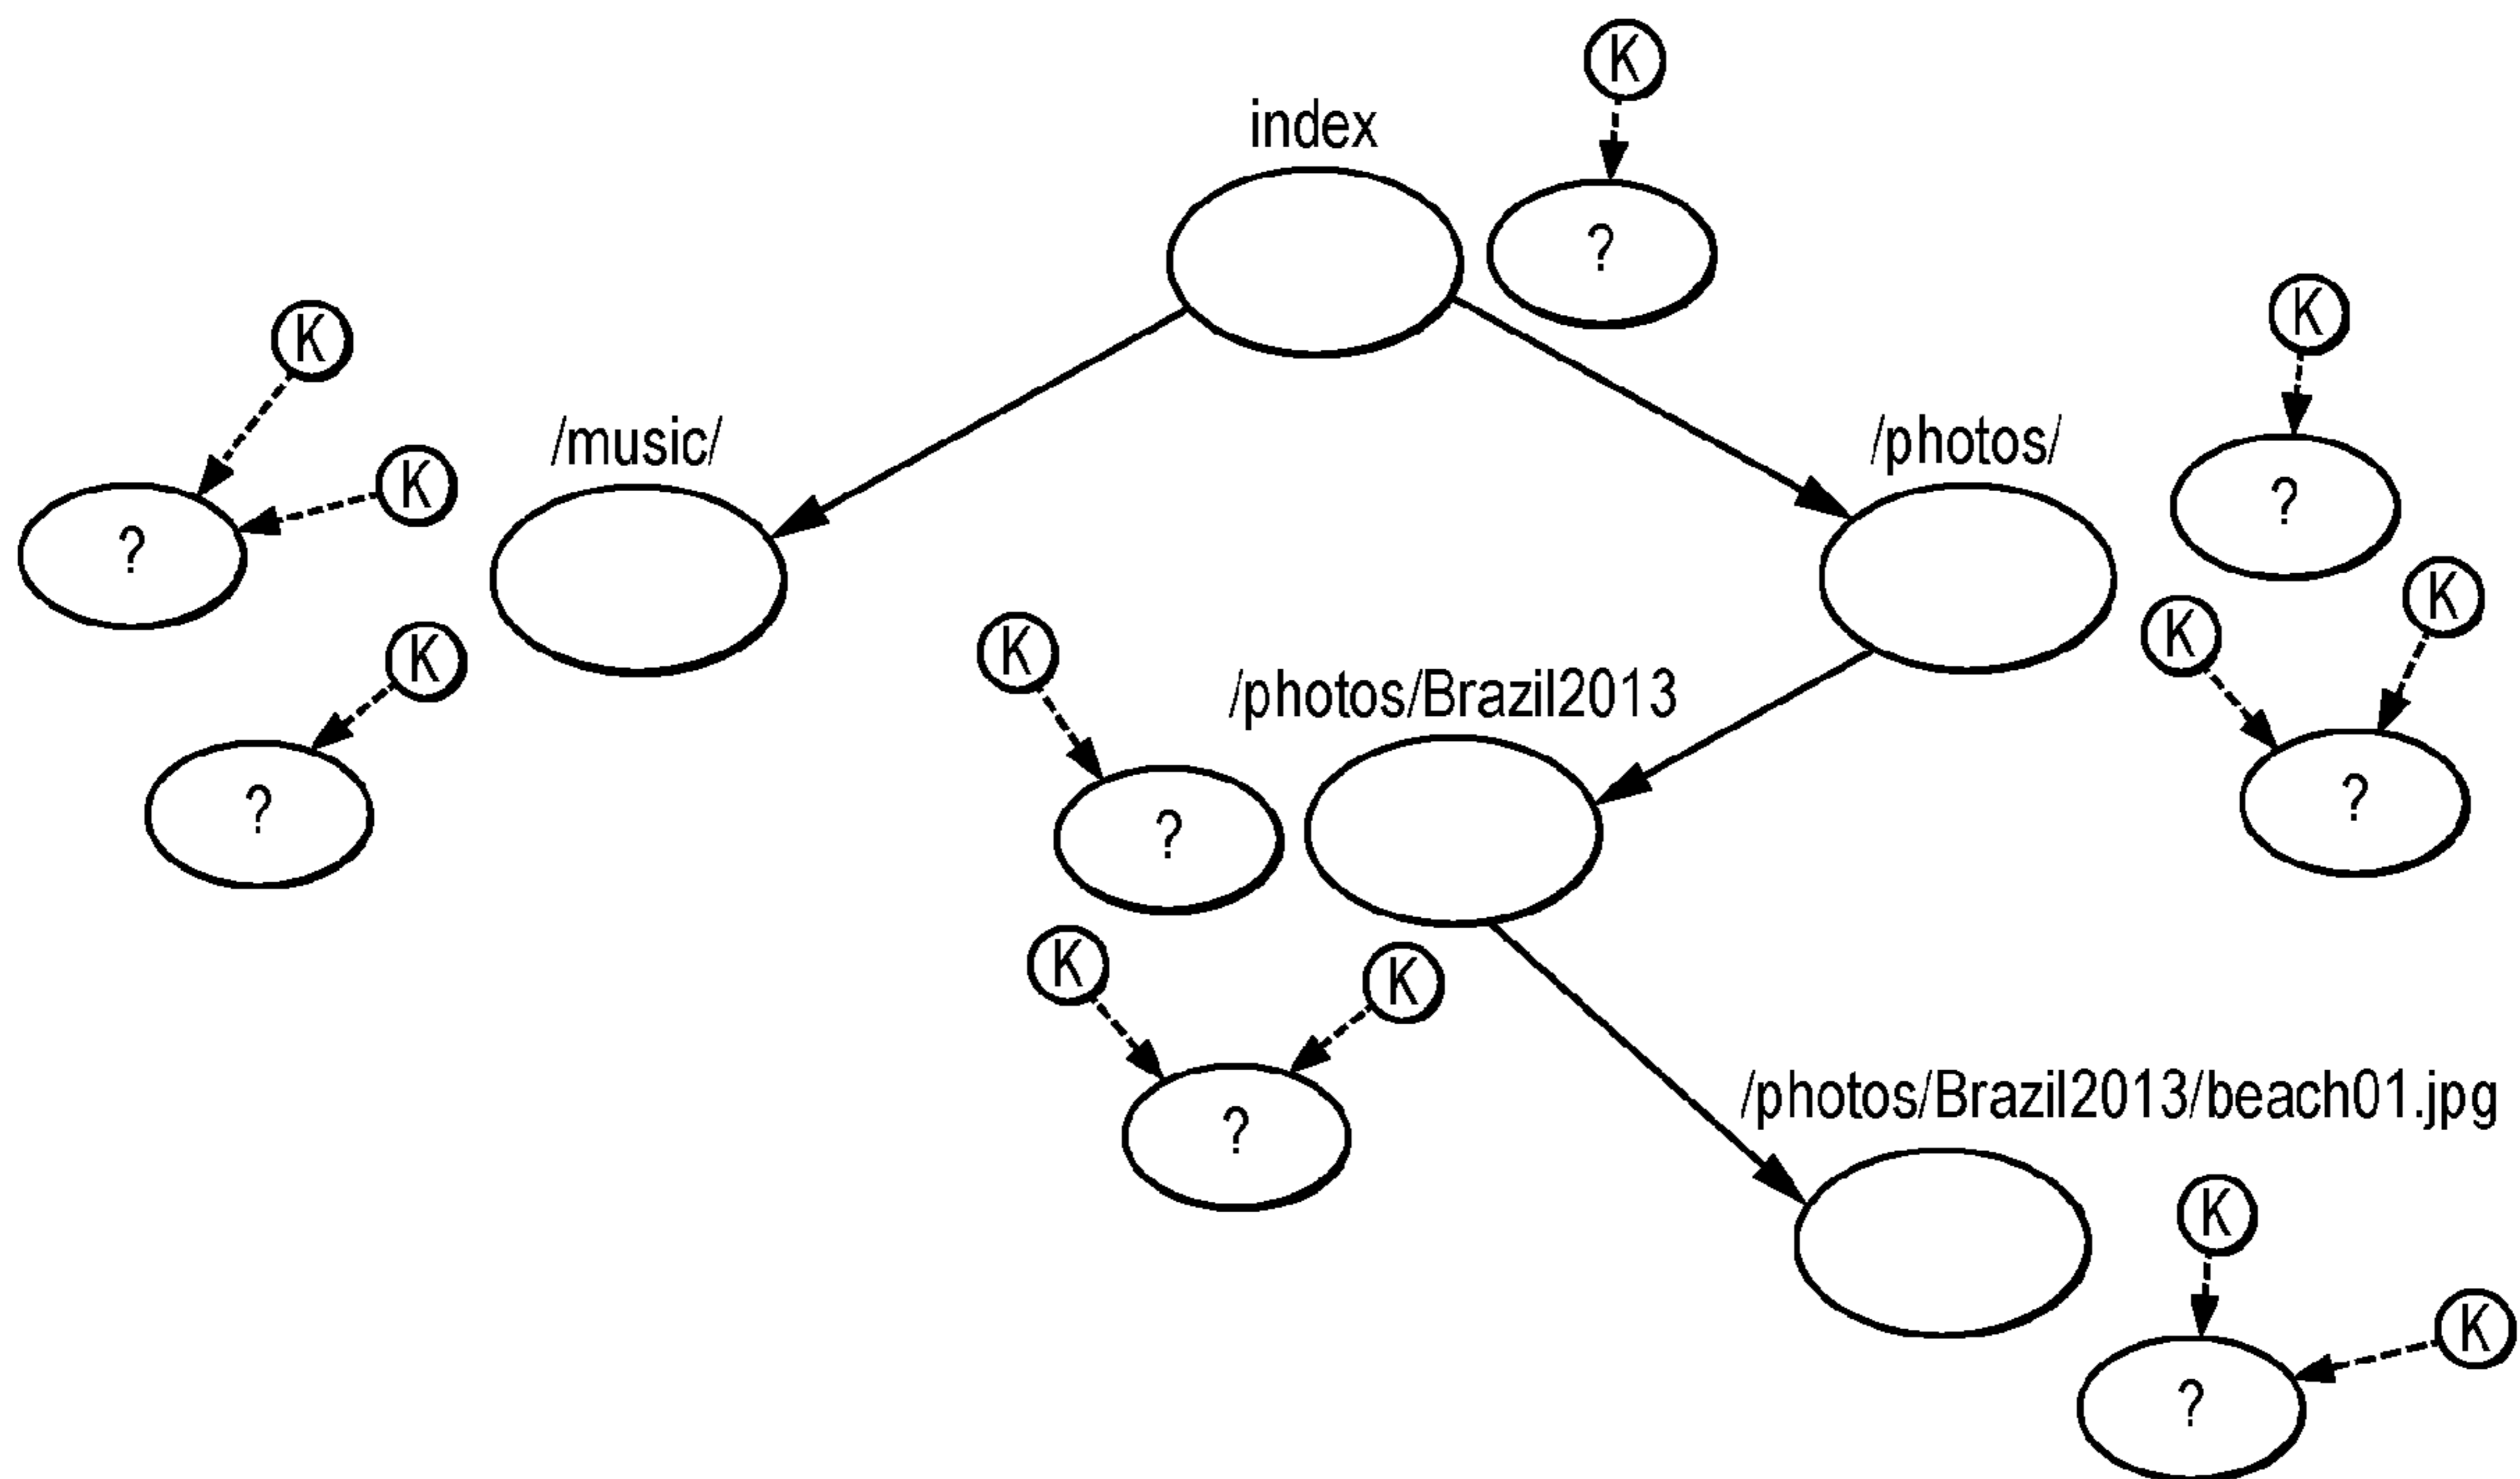 K
index
?
K
K
?
K
/music/
/photos/
K
?
?
K
K
K
K
/photos/Brazil2013
?
?
?
K
K
?
/photos/Brazil2013/beach01.jpg
K
K
?